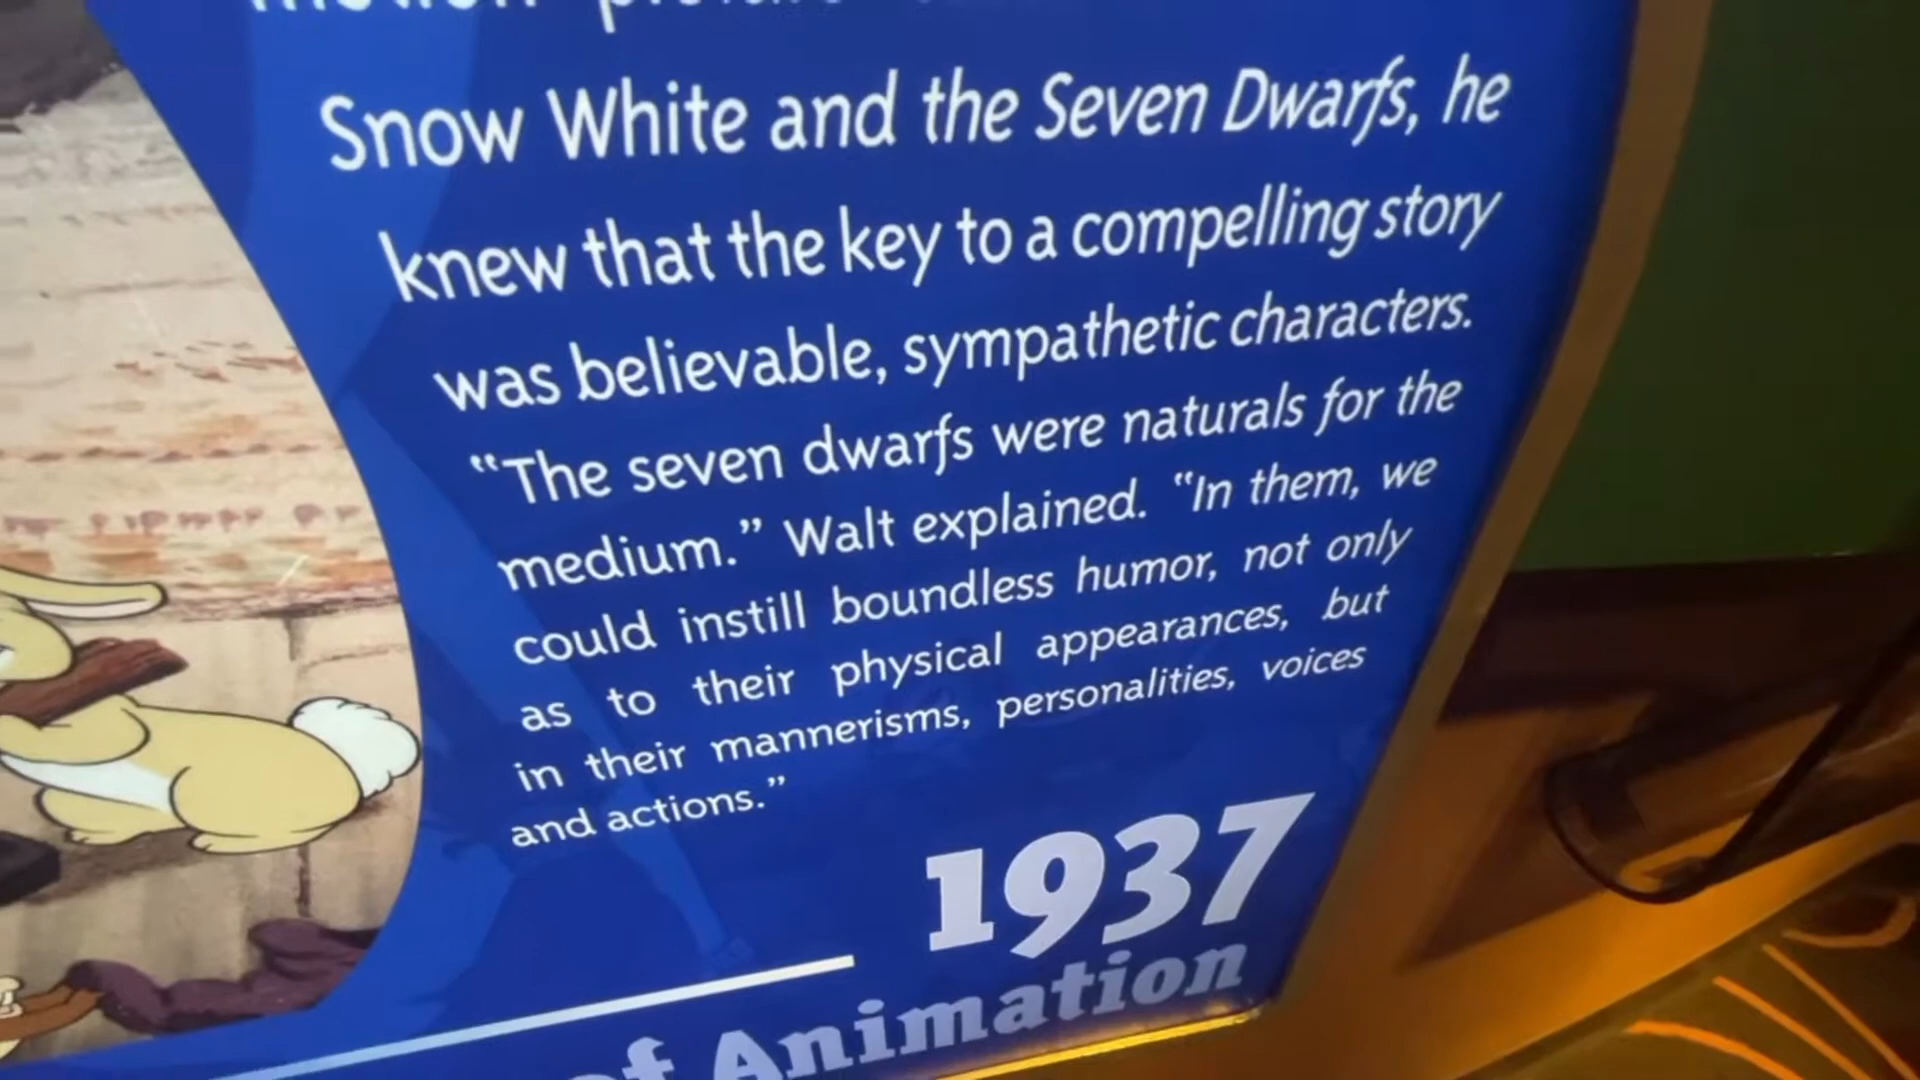 Snow White and the Seven Dwarfs, he
knew that the key to a compelling story
was believable, sympathetic characters.
“The seven dwarfs were naturals for the
medium.” Walt explained. “In them, we
could instill boundless humor, not only
as to their physical appearances, but
in their mannerisms, personalities, voices
and actions.”
1937
of Animation